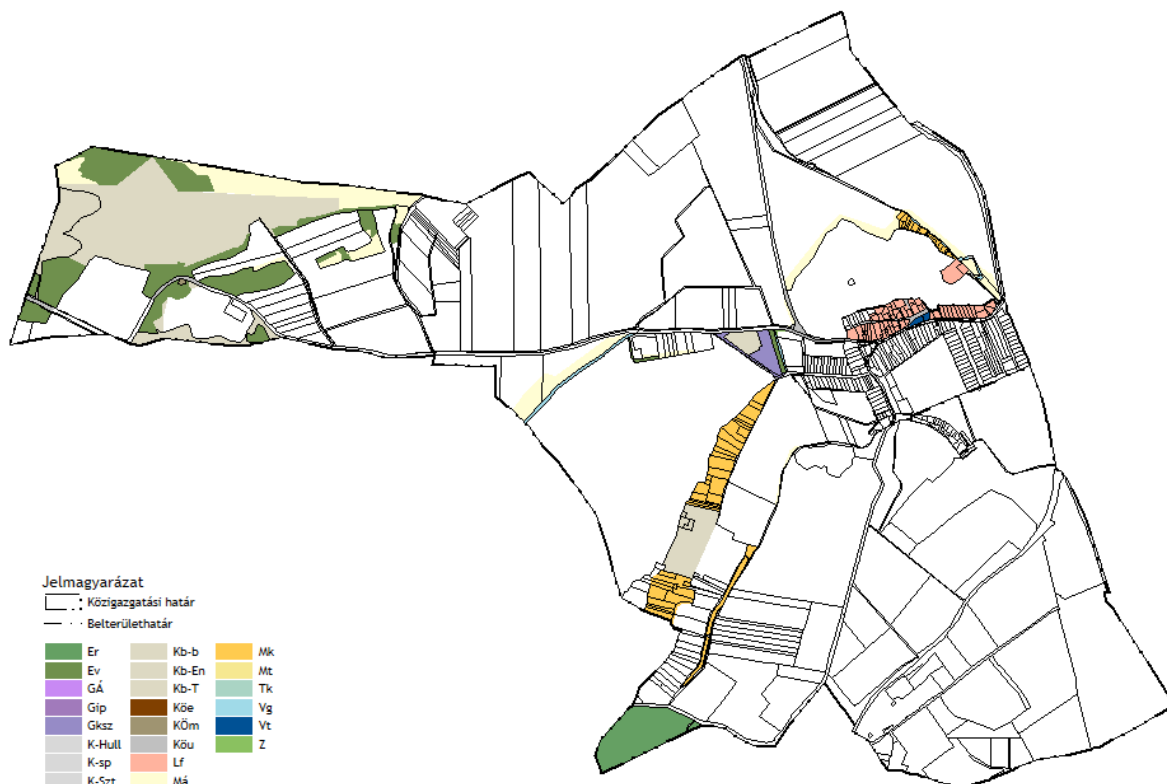 Jelmagyarázat
Közigazgatási határ
Belterülethatár
Er
Ev
GÁ
Gip
Gksz
K-Hull
K-sp
K-Szt
Kb-b
Kb-En
Kb-T
Köe
KÖm
Köu
Lf
Má
Mk
Mt
Tk
Vg
Vt
Z